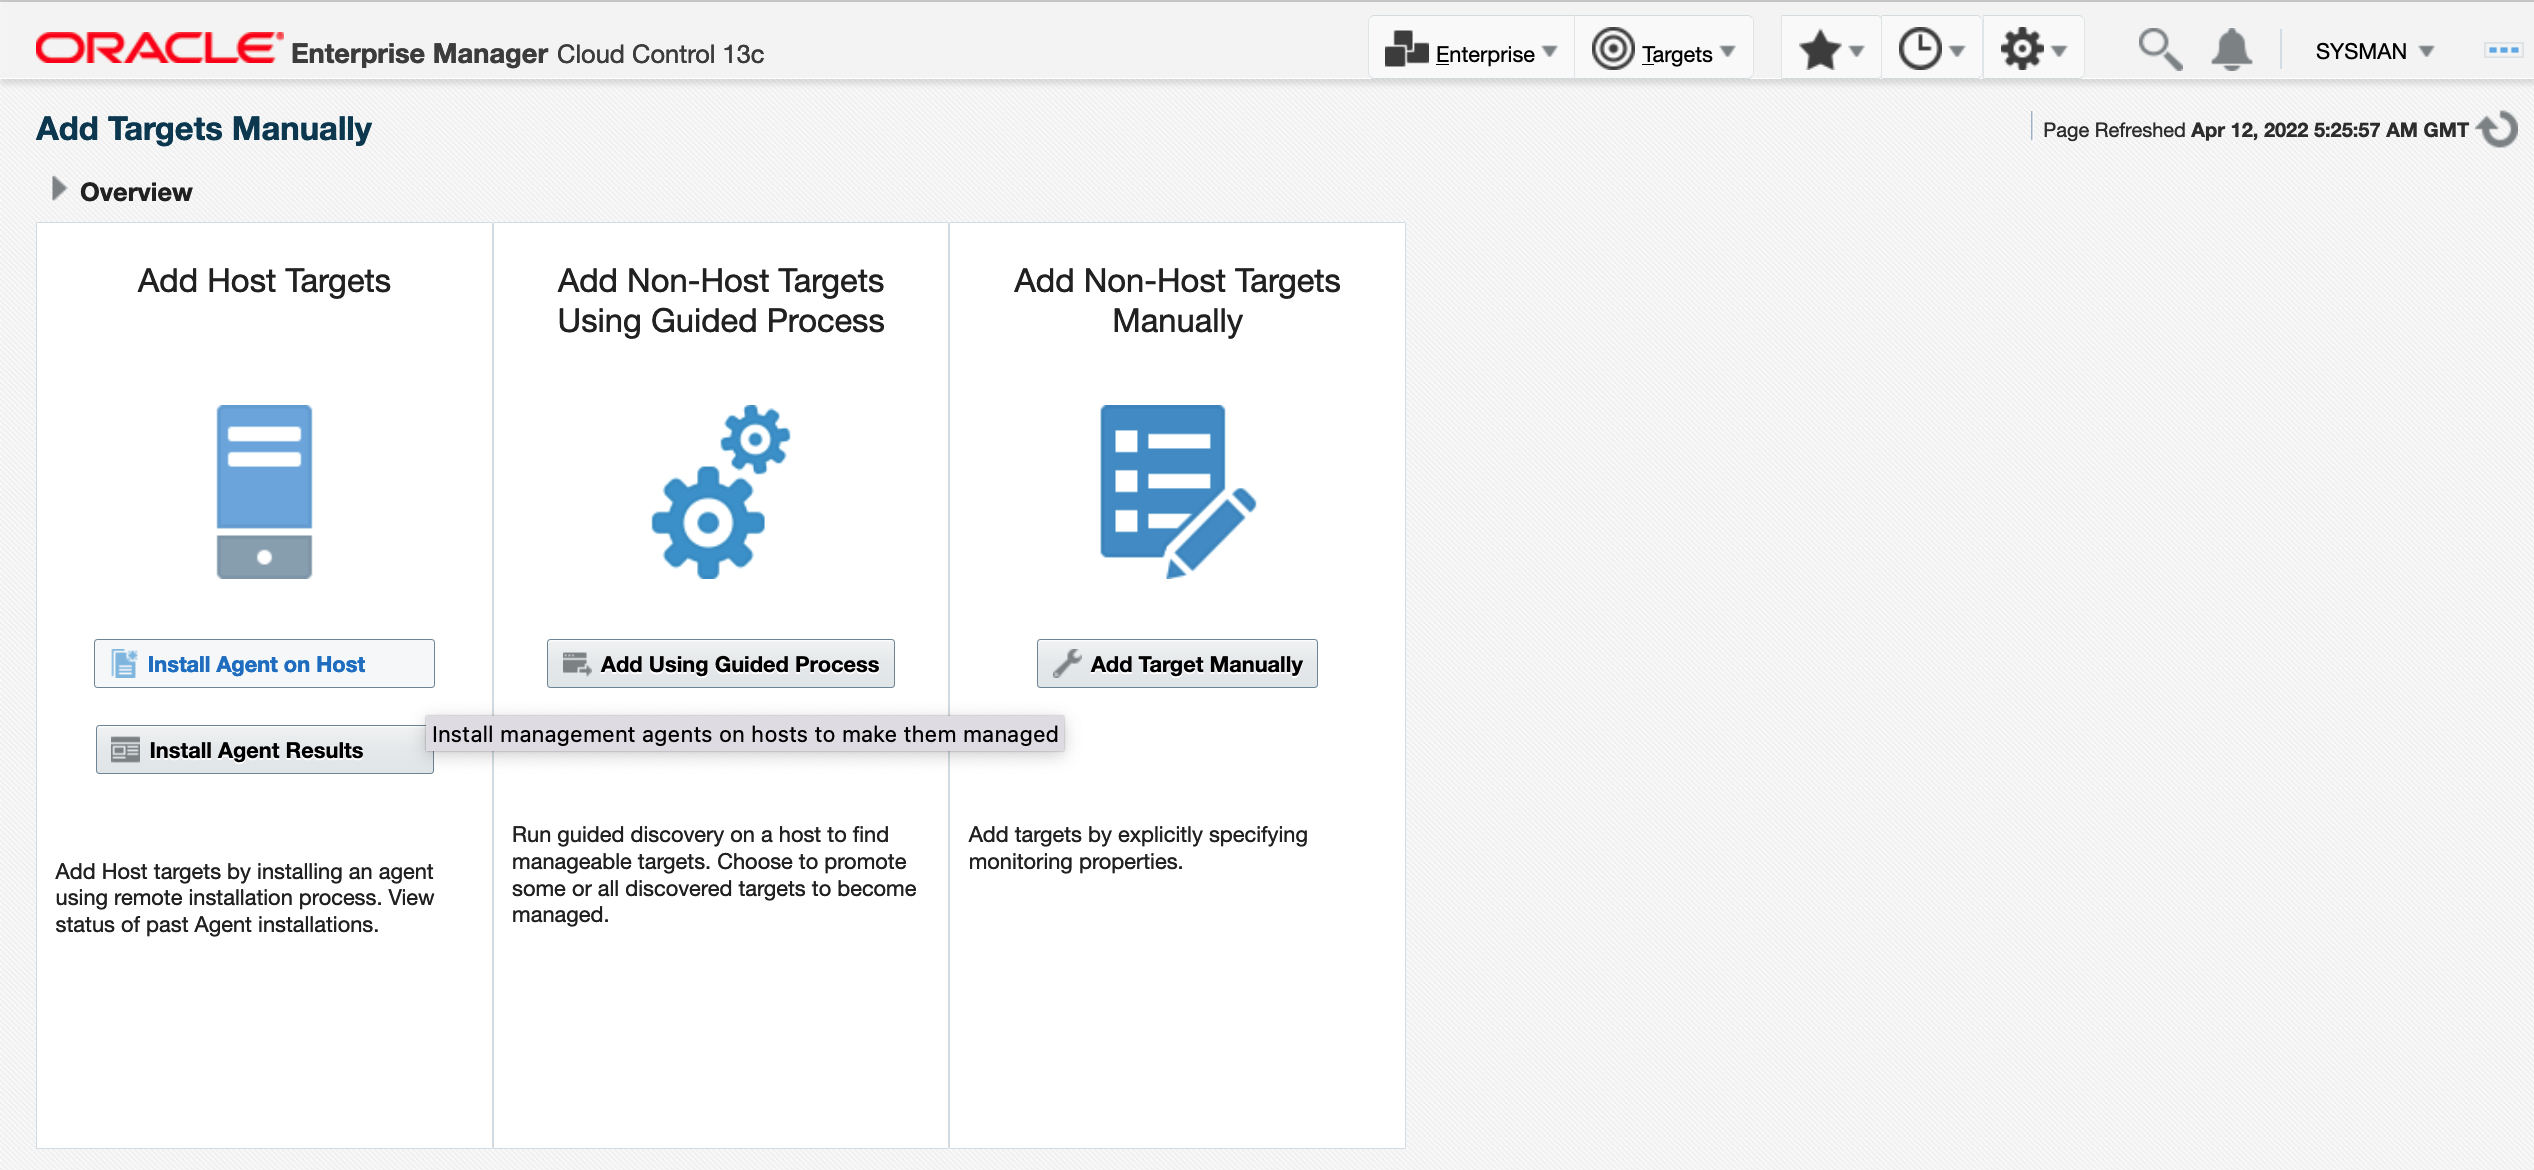 ORACLE Enterprise Manager Cloud Control 13c
Enterprise
Targets
SYSMAN
Add Targets Manually
Page Refreshed Apr 12, 2022 5:25:57 AM GMT
Overview
Add Host Targets
Install Agent on Host
Install Agent Results
Install management agents on hosts to make them managed
Add Host targets by installing an agent
using remote installation process. View
status of past Agent installations.
Add Non-Host Targets
Using Guided Process
Add Using Guided Process
Run guided discovery on a host to find
manageable targets. Choose to promote
some or all discovered targets to become
managed.
Add Non-Host Targets
Manually
Add Target Manually
Add targets by explicitly specifying
monitoring properties.